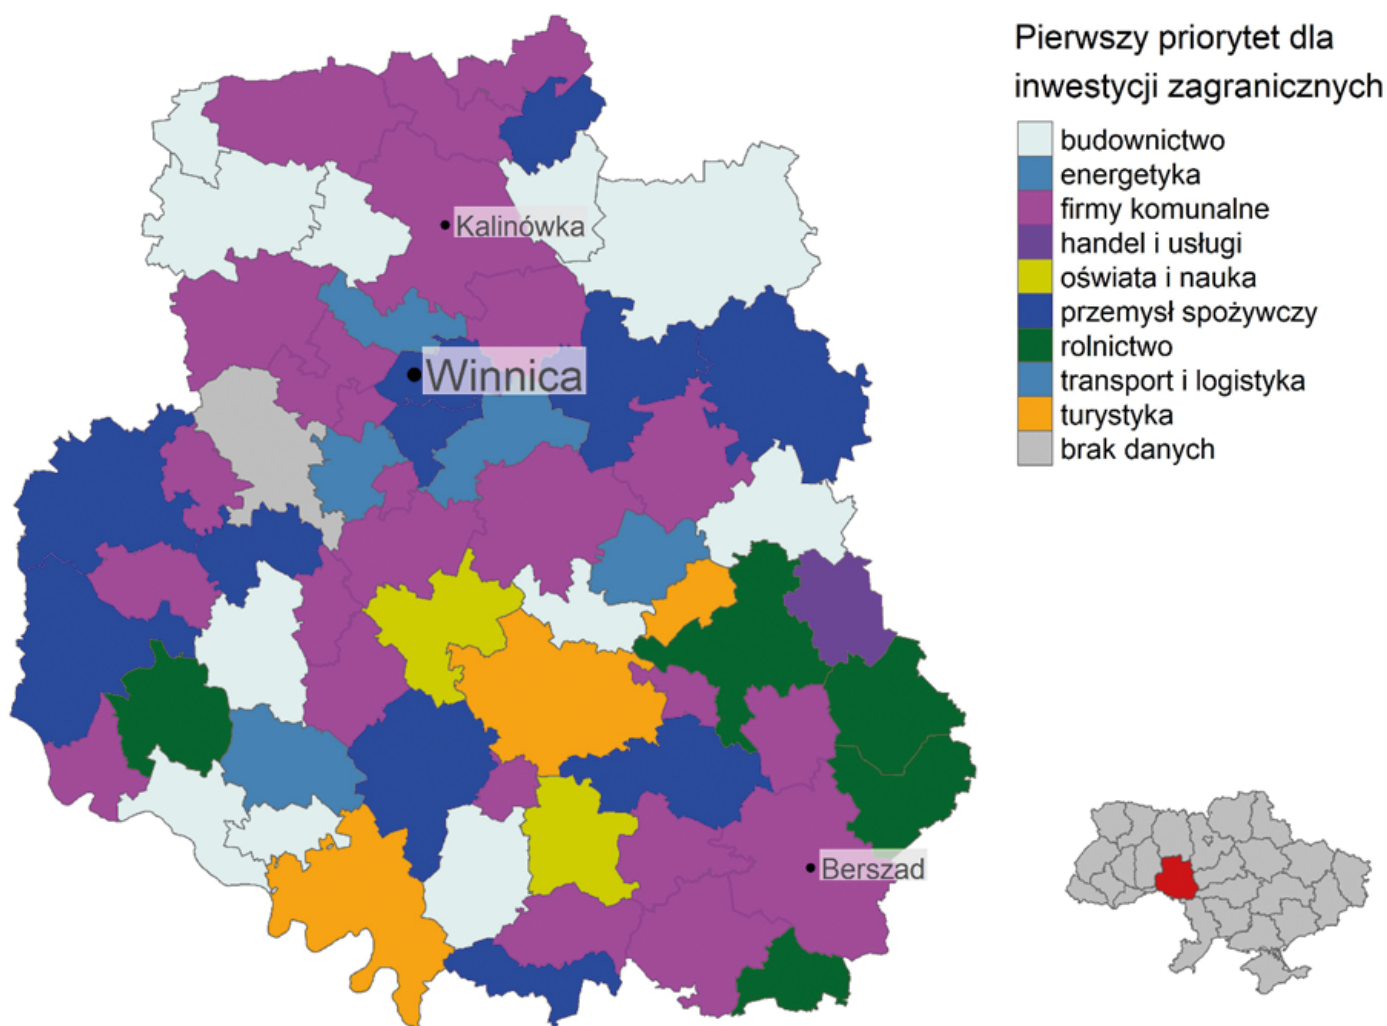 Pierwszy priorytet dla
inwestycji zagranicznych
budownictwo
energetyka
firmy komunalne
handel i usługi
oświata i nauka
przemysł spożywczy
rolnictwo
transport i logistyka
turystyka
brak danych
Kalinówka
Winnica
Berszad